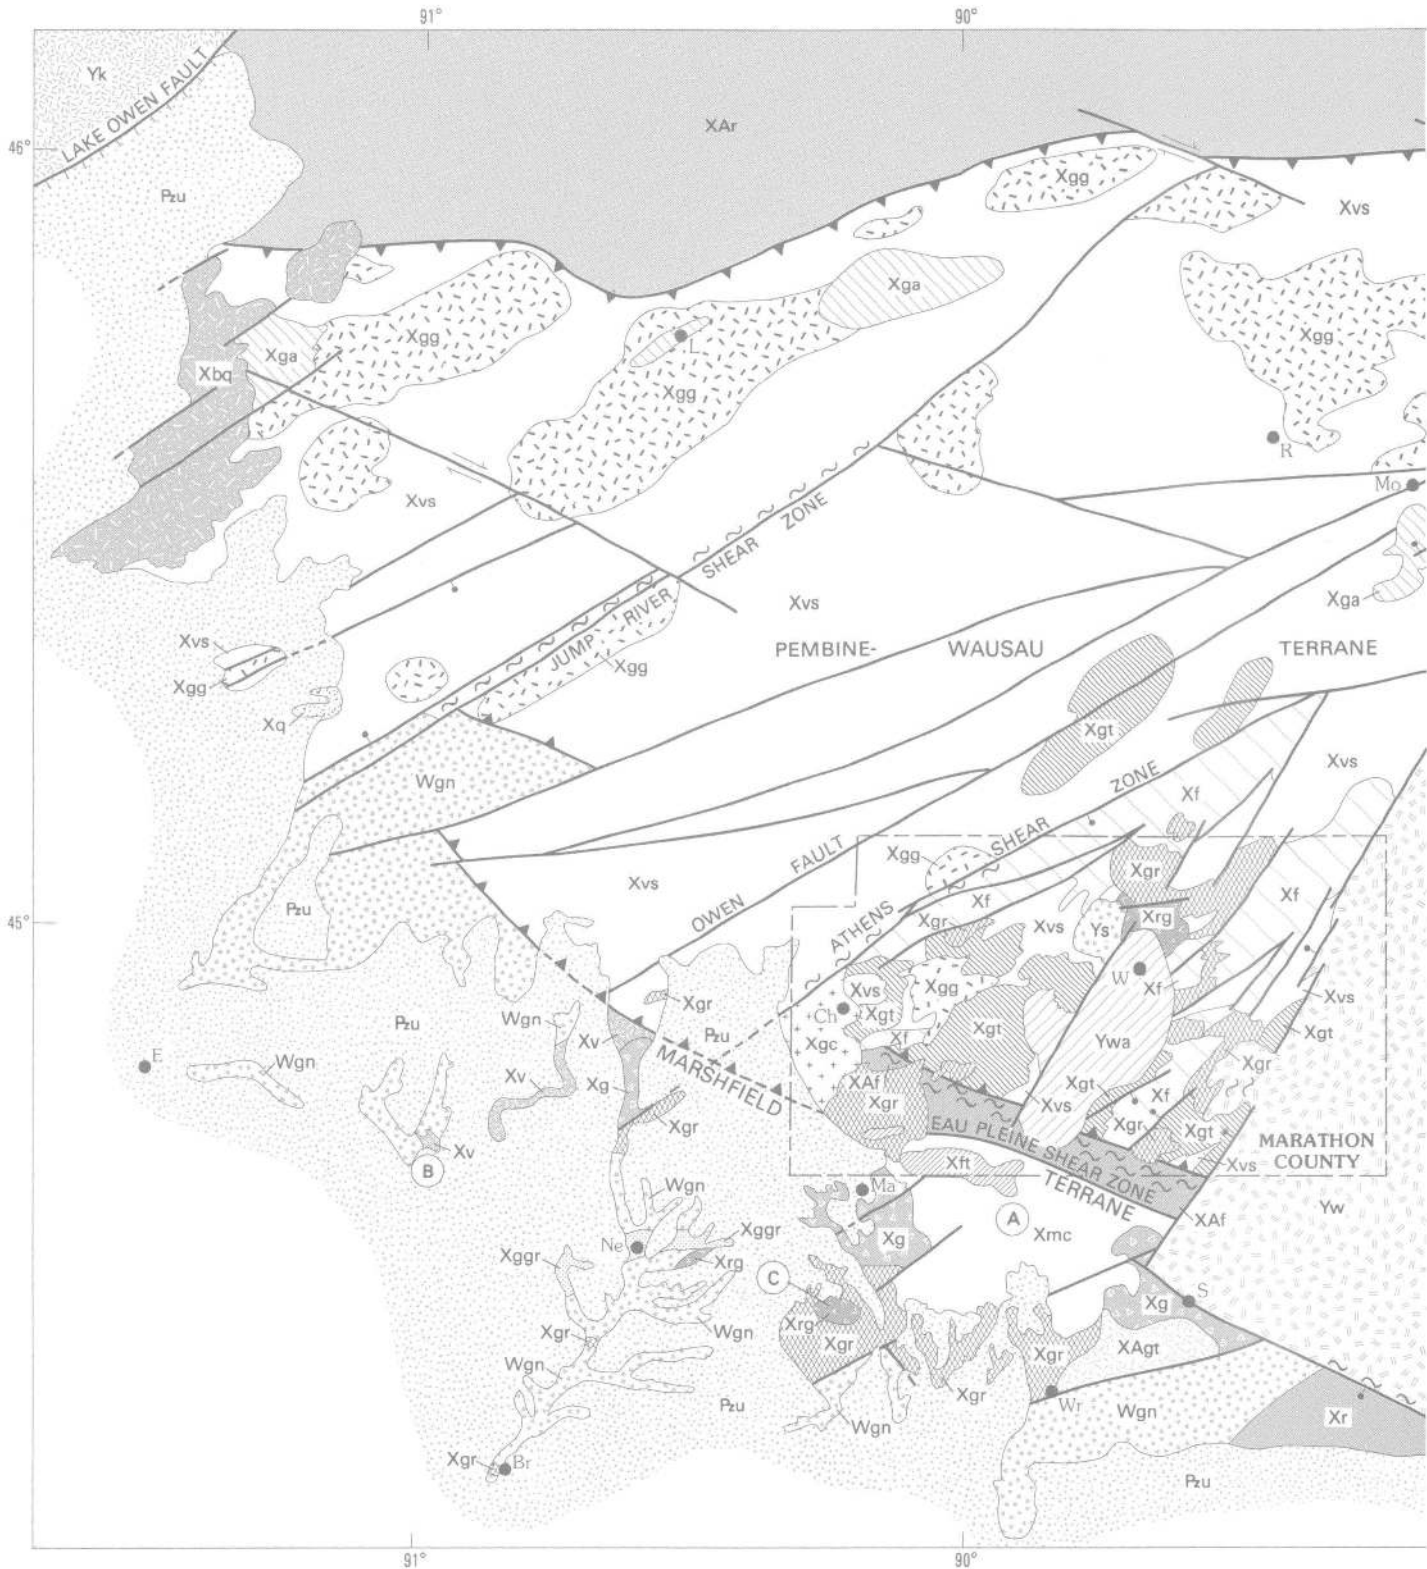 91°
90°
Yk
LAKE OWEN FAULT
XAr
46°
Xgg
Pzu
Xvs
Xga
Xgg
Xga
Xgg
L
Xbq
Xgg
R
Xvs
Mo
SHEAR ZONE
Xvs
Xga
JUMP RIVER
Xvs
PEMBINE-
WAUSAU
TERRANE
Xgg
Xgg
Xq
Xgt
Xvs
Wgn
ZONE
Xf
SHEAR
FAULT
Xgg
Xgr
Xvs
Xf
Xf
Pzu
45°
OWEN
ATHENS
Xgr
Xvs
Ys
Xrg
W
Xvs
Xgg
Xf
Xgr
Xvs
Wgn
Ch
Xgt
Pzu
Pzu
Xgt
Xgt
Xv
Xf
Xgc
Ywa
E
Wgn
MARSHFIELD
Xgr
Xv
Xg
XAf
Xgt
Xf
Xvs
Xgr
Xgr
Xgr
Xgt
EAU PLEINE SHEAR ZONE
MARATHON
COUNTY
Xv
Xft
Xvs
B
TERRANE
Wgn
Ma
Yw
XAf
A
Xmc
Xggr
Xg
Ne
Xggr
Xrg
C
S
Xg
Xrg
Xgr
Wgn
Xgr
XAgt
Xgr
Wgn
Xgr
Pzu
Wr
Wgn
Xr
Wgn
Xgr
Br
Pzu
91°
90°